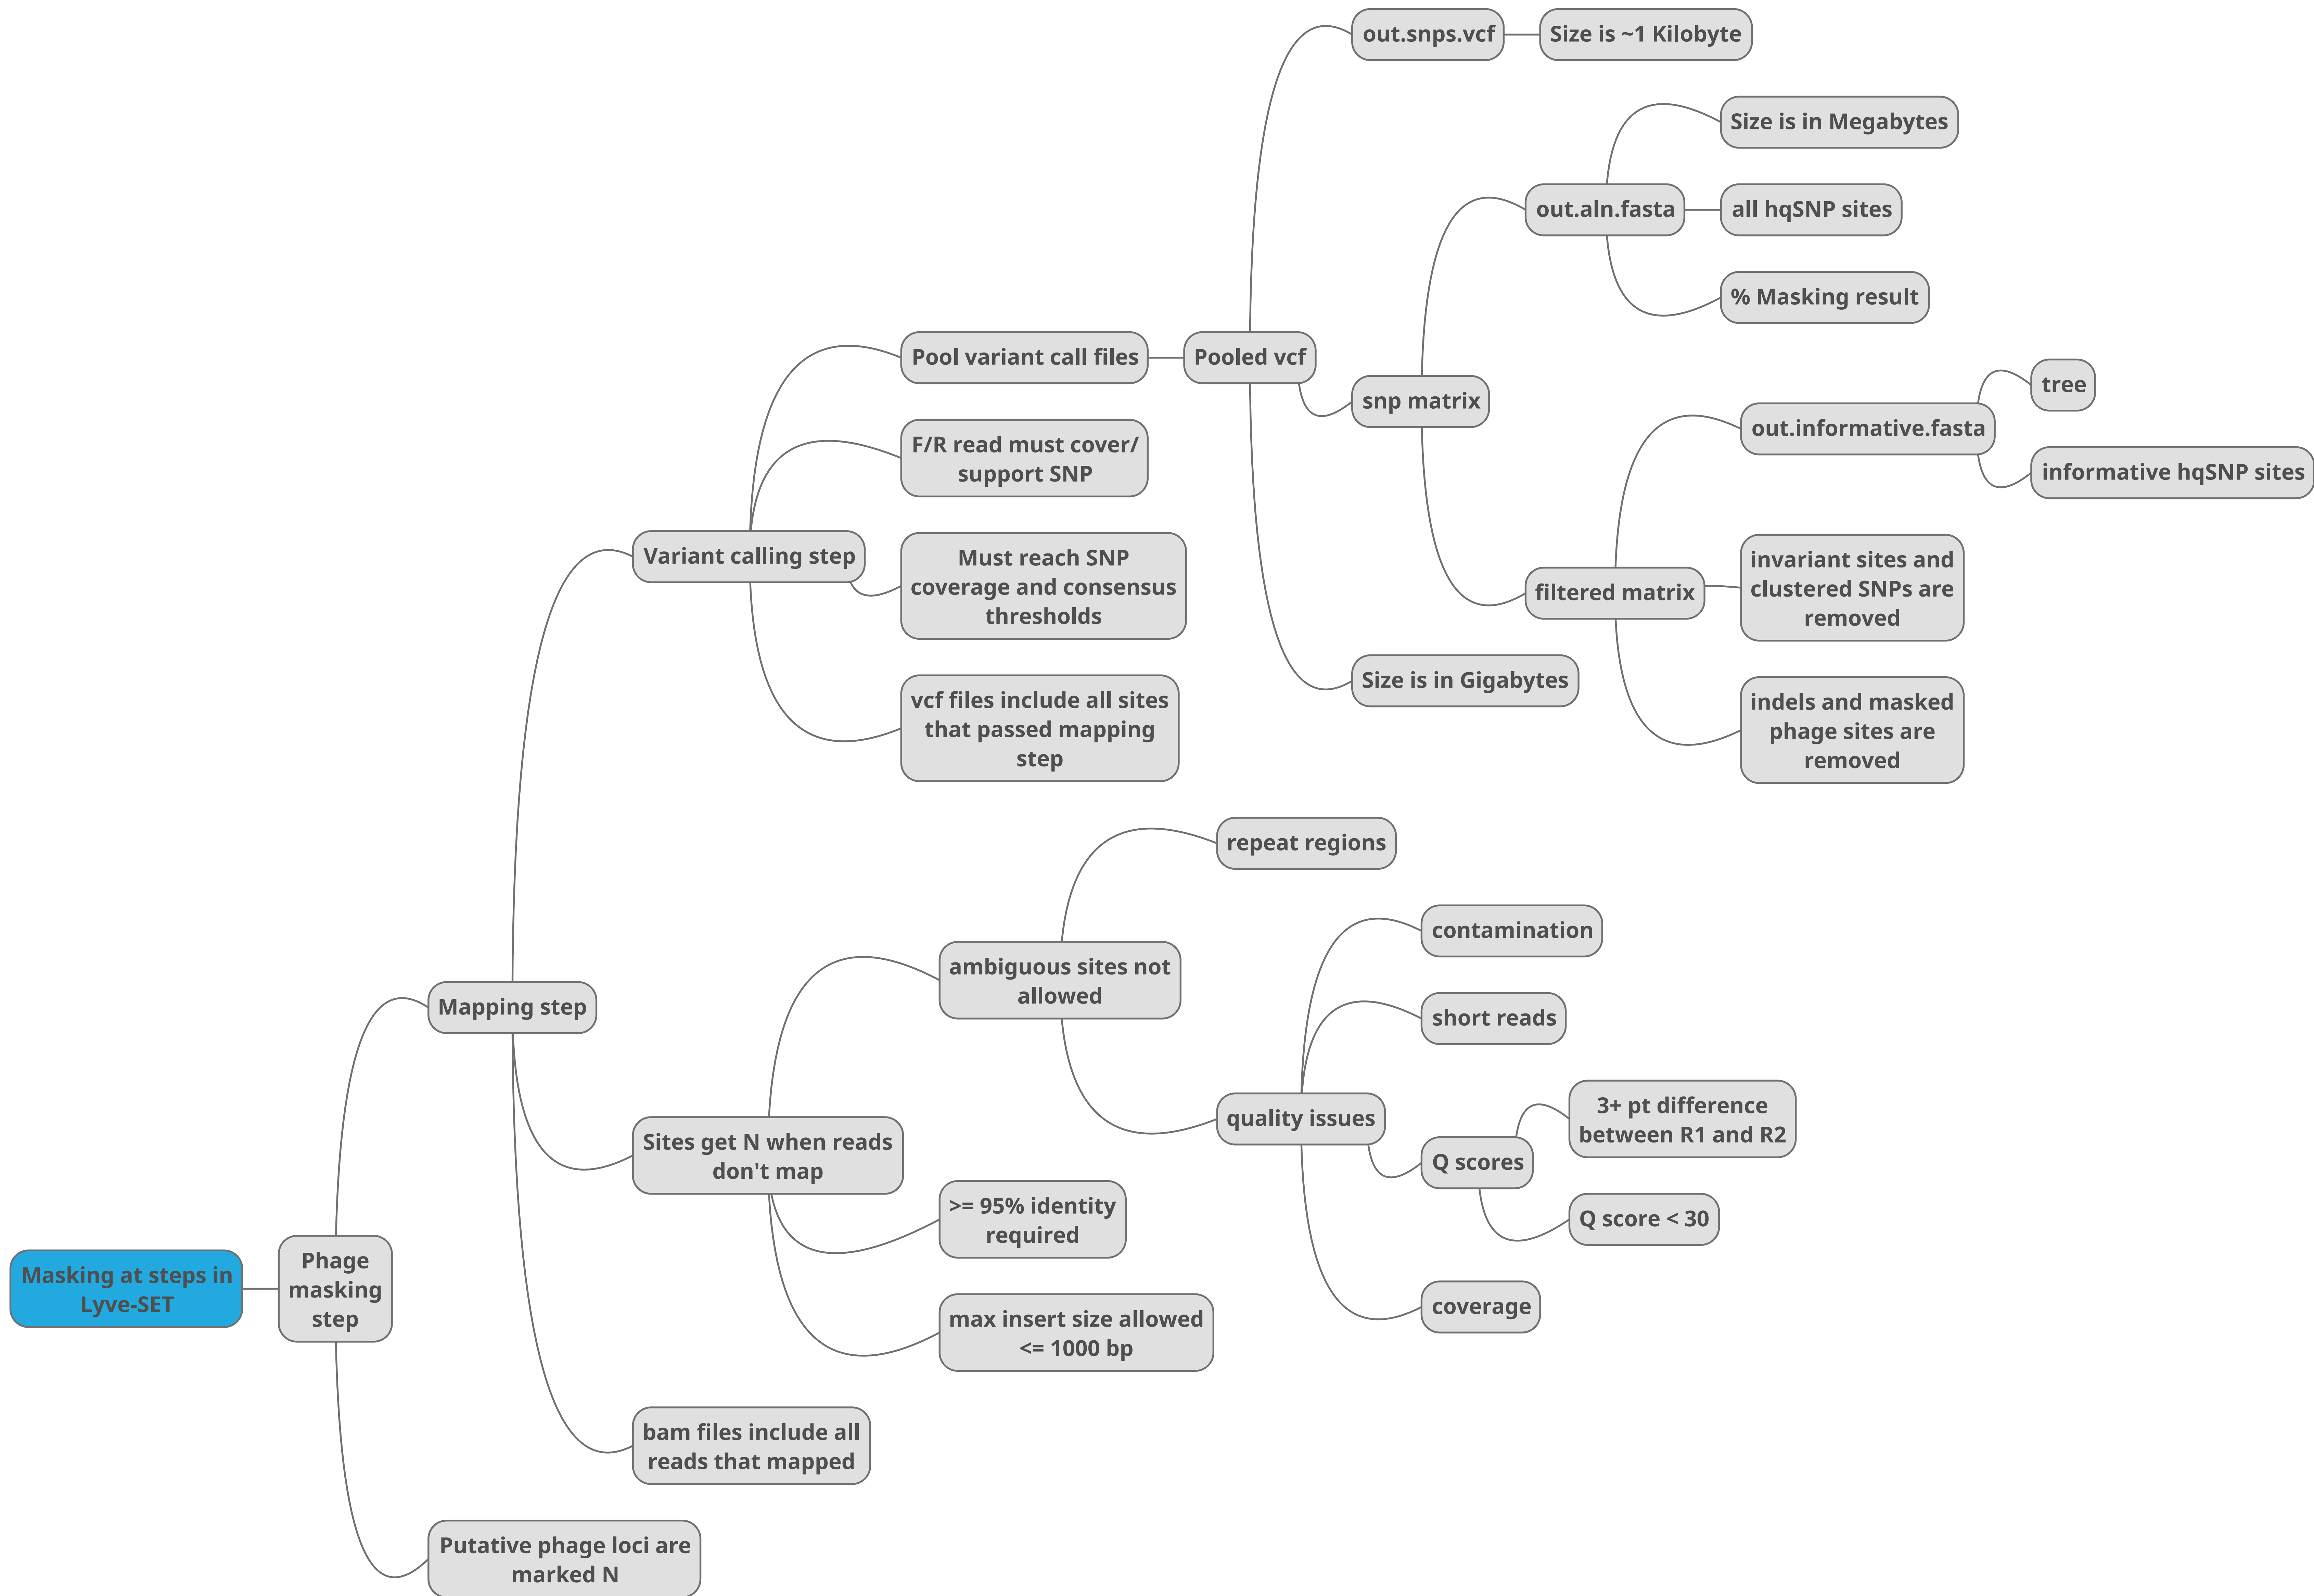 out.snps.vcf
Size is ~1 Kilobyte
Size is in Megabytes
out.aln.fasta
all hqSNP sites
% Masking result
Pool variant call files
Pooled vcf
snp matrix
tree
out.informative.fasta
informative hqSNP sites
F/R read must cover/
support SNP
Variant calling step
Must reach SNP
coverage and consensus
thresholds
filtered matrix
invariant sites and
clustered SNPs are
removed
Size is in Gigabytes
vcf files include all sites
that passed mapping
step
indels and masked
phage sites are
removed
repeat regions
contamination
ambiguous sites not
allowed
short reads
Mapping step
quality issues
3+ pt difference
between R1 and R2
Sites get N when reads
don't map
Q scores
>= 95% identity
required
Q score < 30
Masking at steps in
Lyve-SET
Phage
masking
step
max insert size allowed
<= 1000 bp
coverage
bam files include all
reads that mapped
Putative phage loci are
marked N